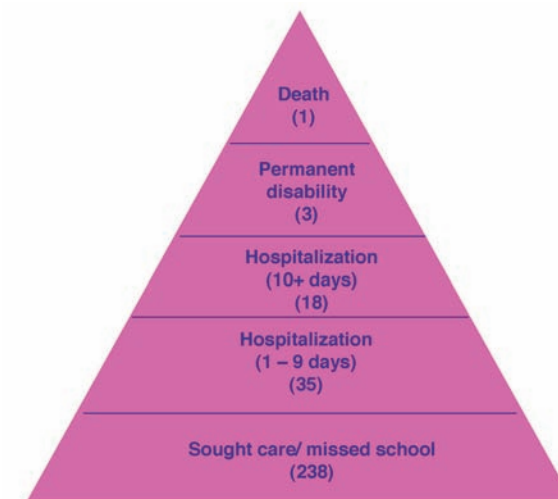 Death
(1)
Permanent
disability
(3)
Hospitalization
(10+ days)
(18)
Hospitalization
(1 – 9 days)
(35)
Sought care/ missed school
(238)